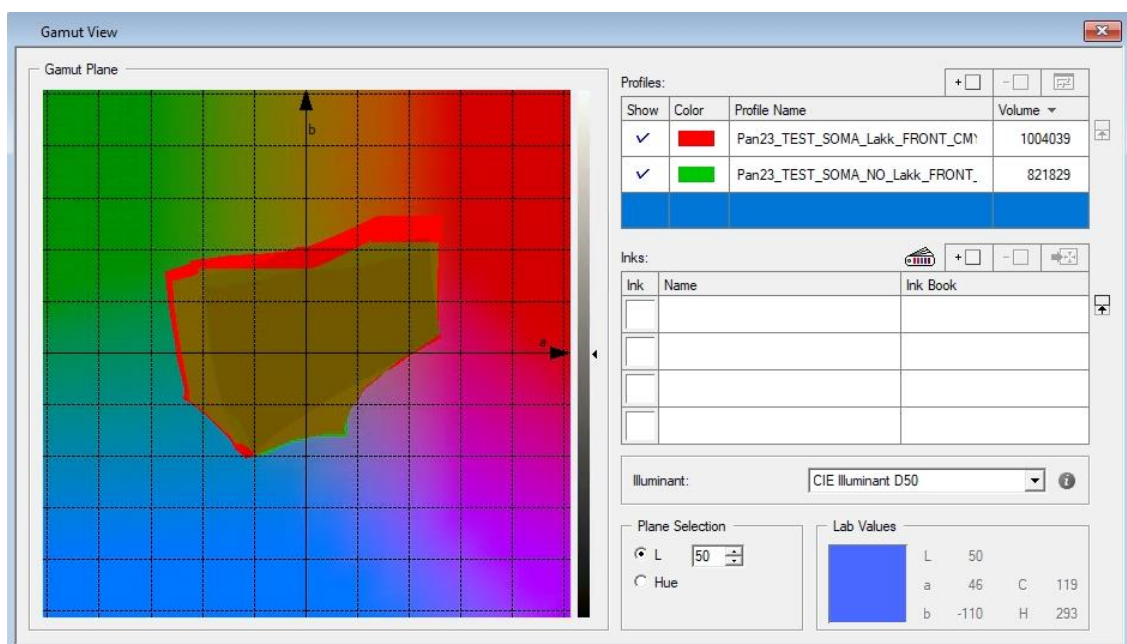 Gamut View
Gamut Plane
b
a
Profiles:
Show Color Profile Name Volume
Pan23_TEST_SOMA_Lakk_FRONT_CM 1004039
Pan23_TEST_SOMA_NO_Lakk_FRONT_ 821829
Inks:
Ink Name Ink Book
Illuminant: CIE Illuminant D50
Plane Selection
L 50
Hue
Lab Values
L 50
a 46 C 119
b -110 H 293